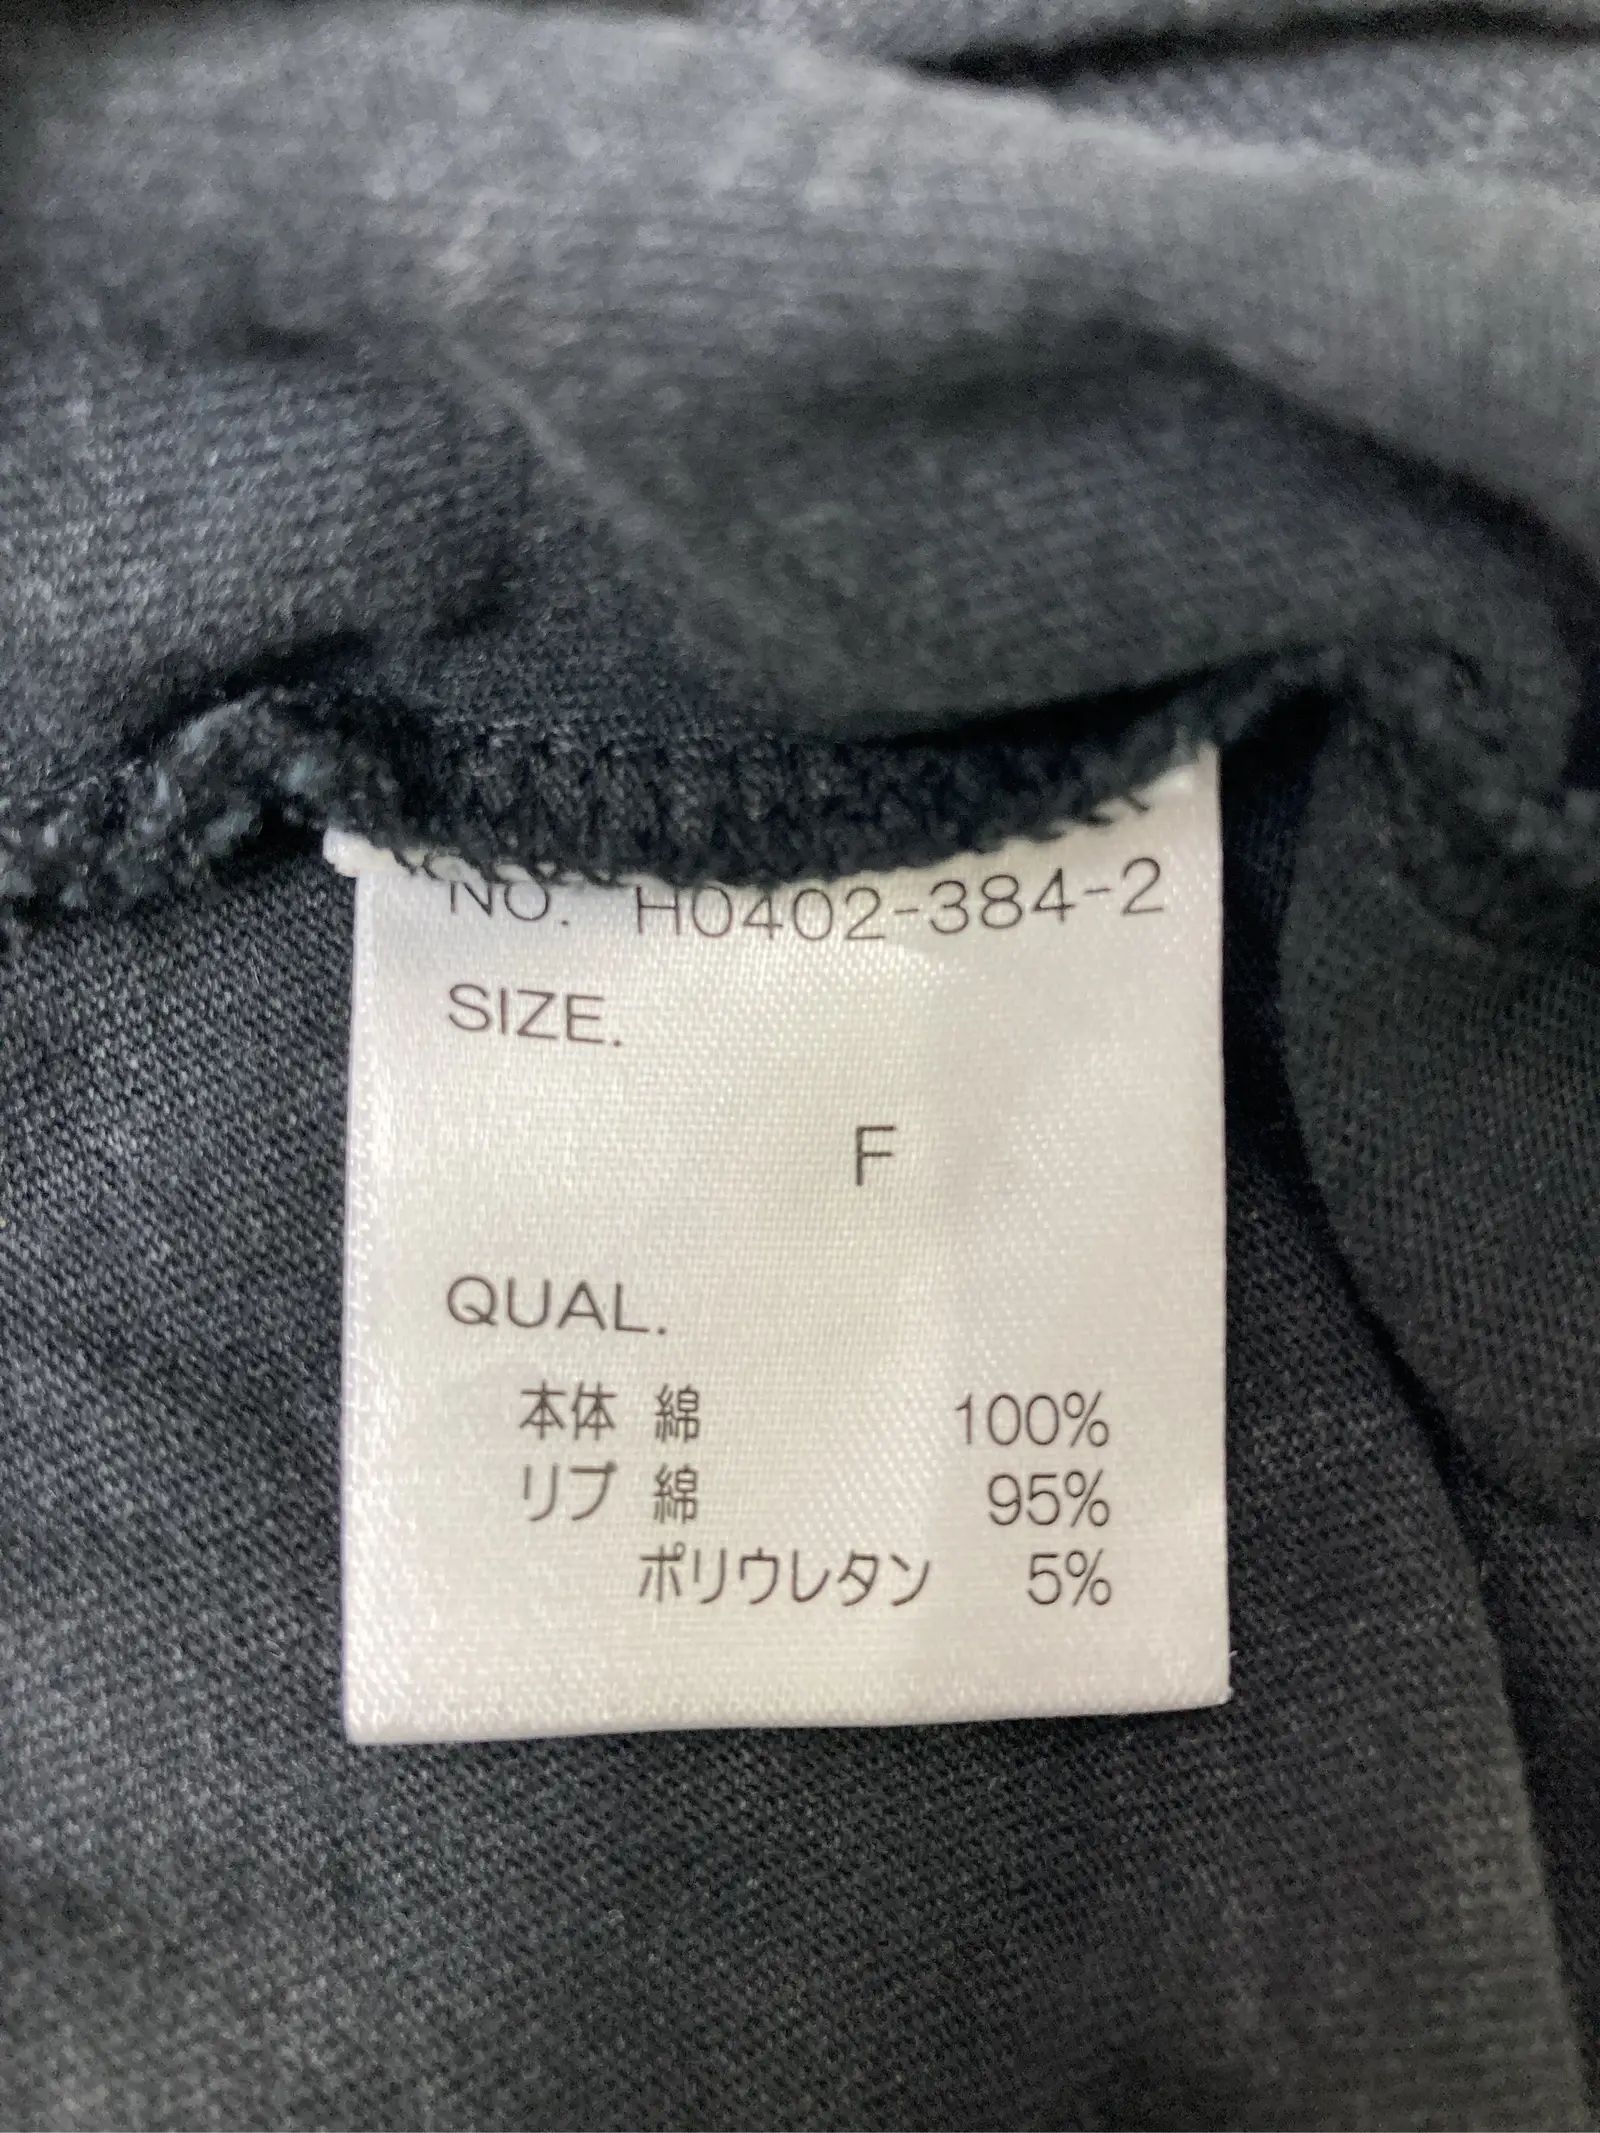 NO. H0402-384-2
SIZE.
F
QUAL.
本体 綿 100%
リブ 綿 95%
ポリウレタン 5%